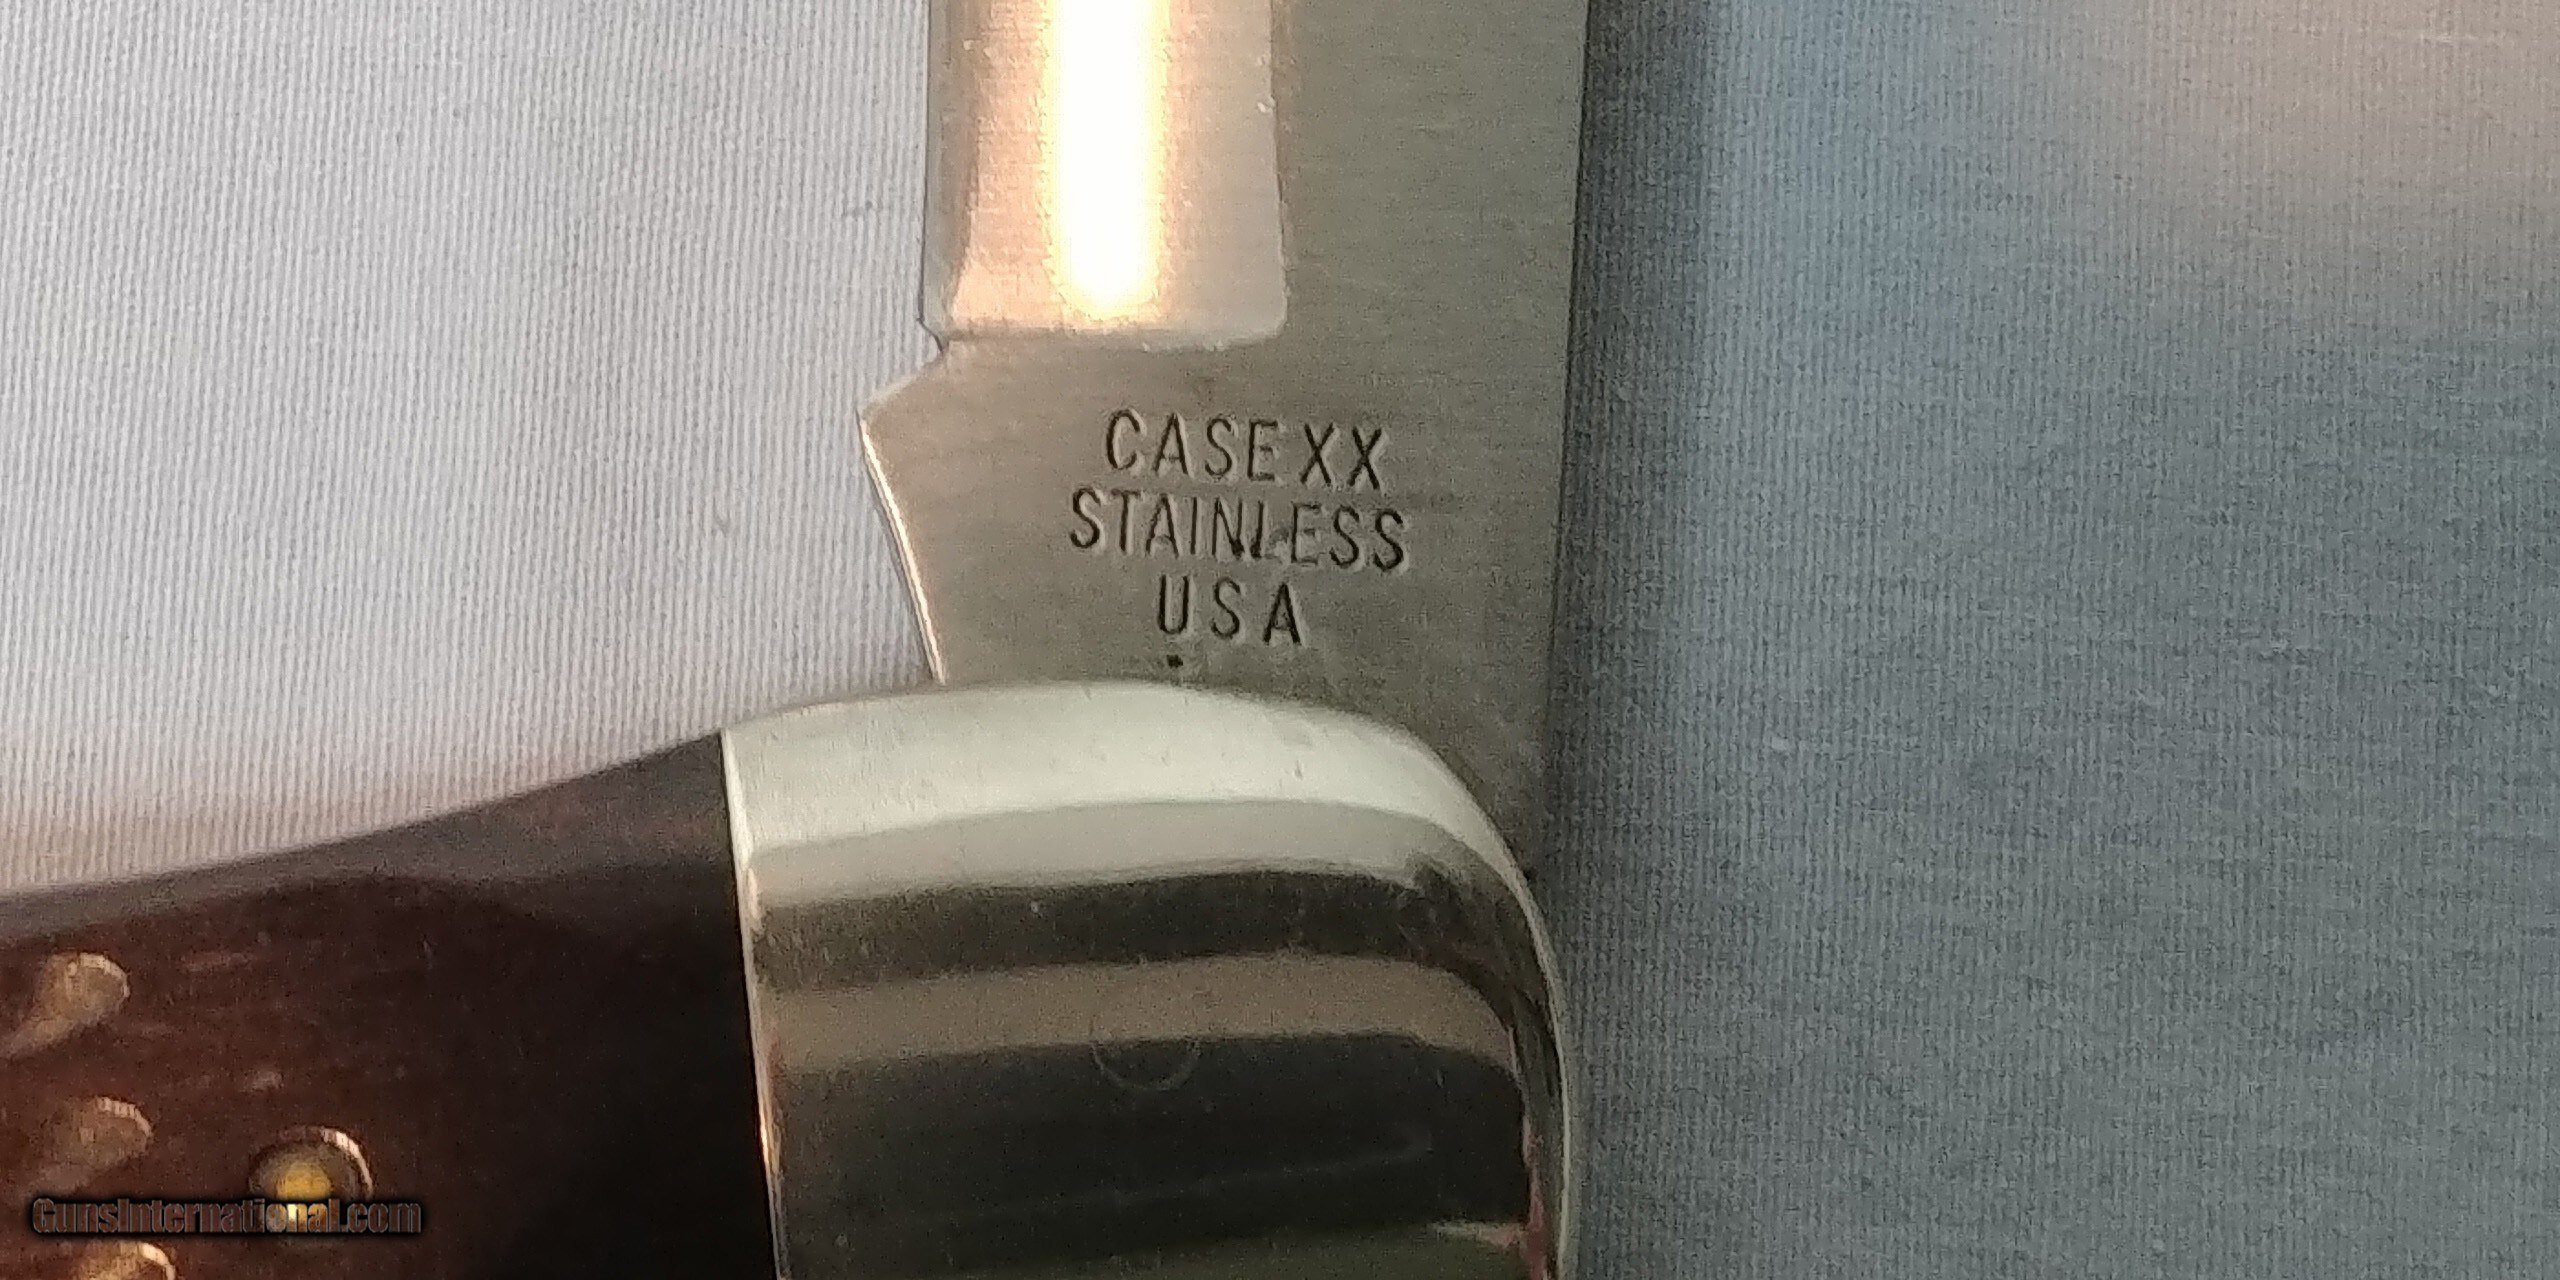 CASE XX
STAINLESS
USA
GunsInternational.com